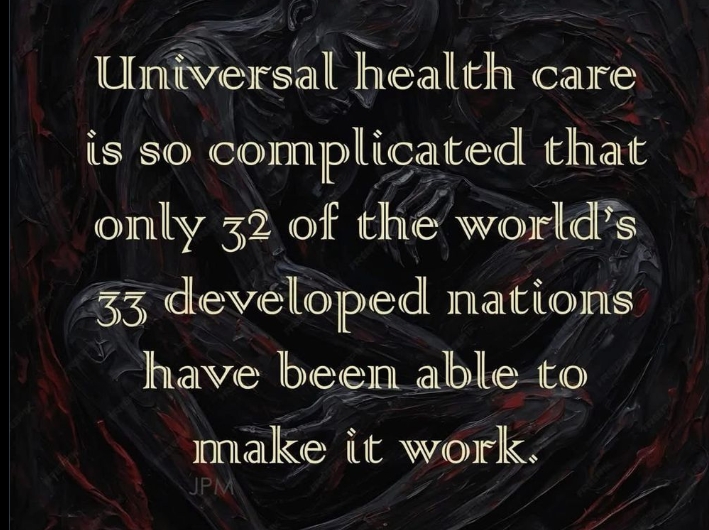 Universal health care
is so complicated that
only 32 of the world's
33 developed nations
have been able to
make it work.
JPM